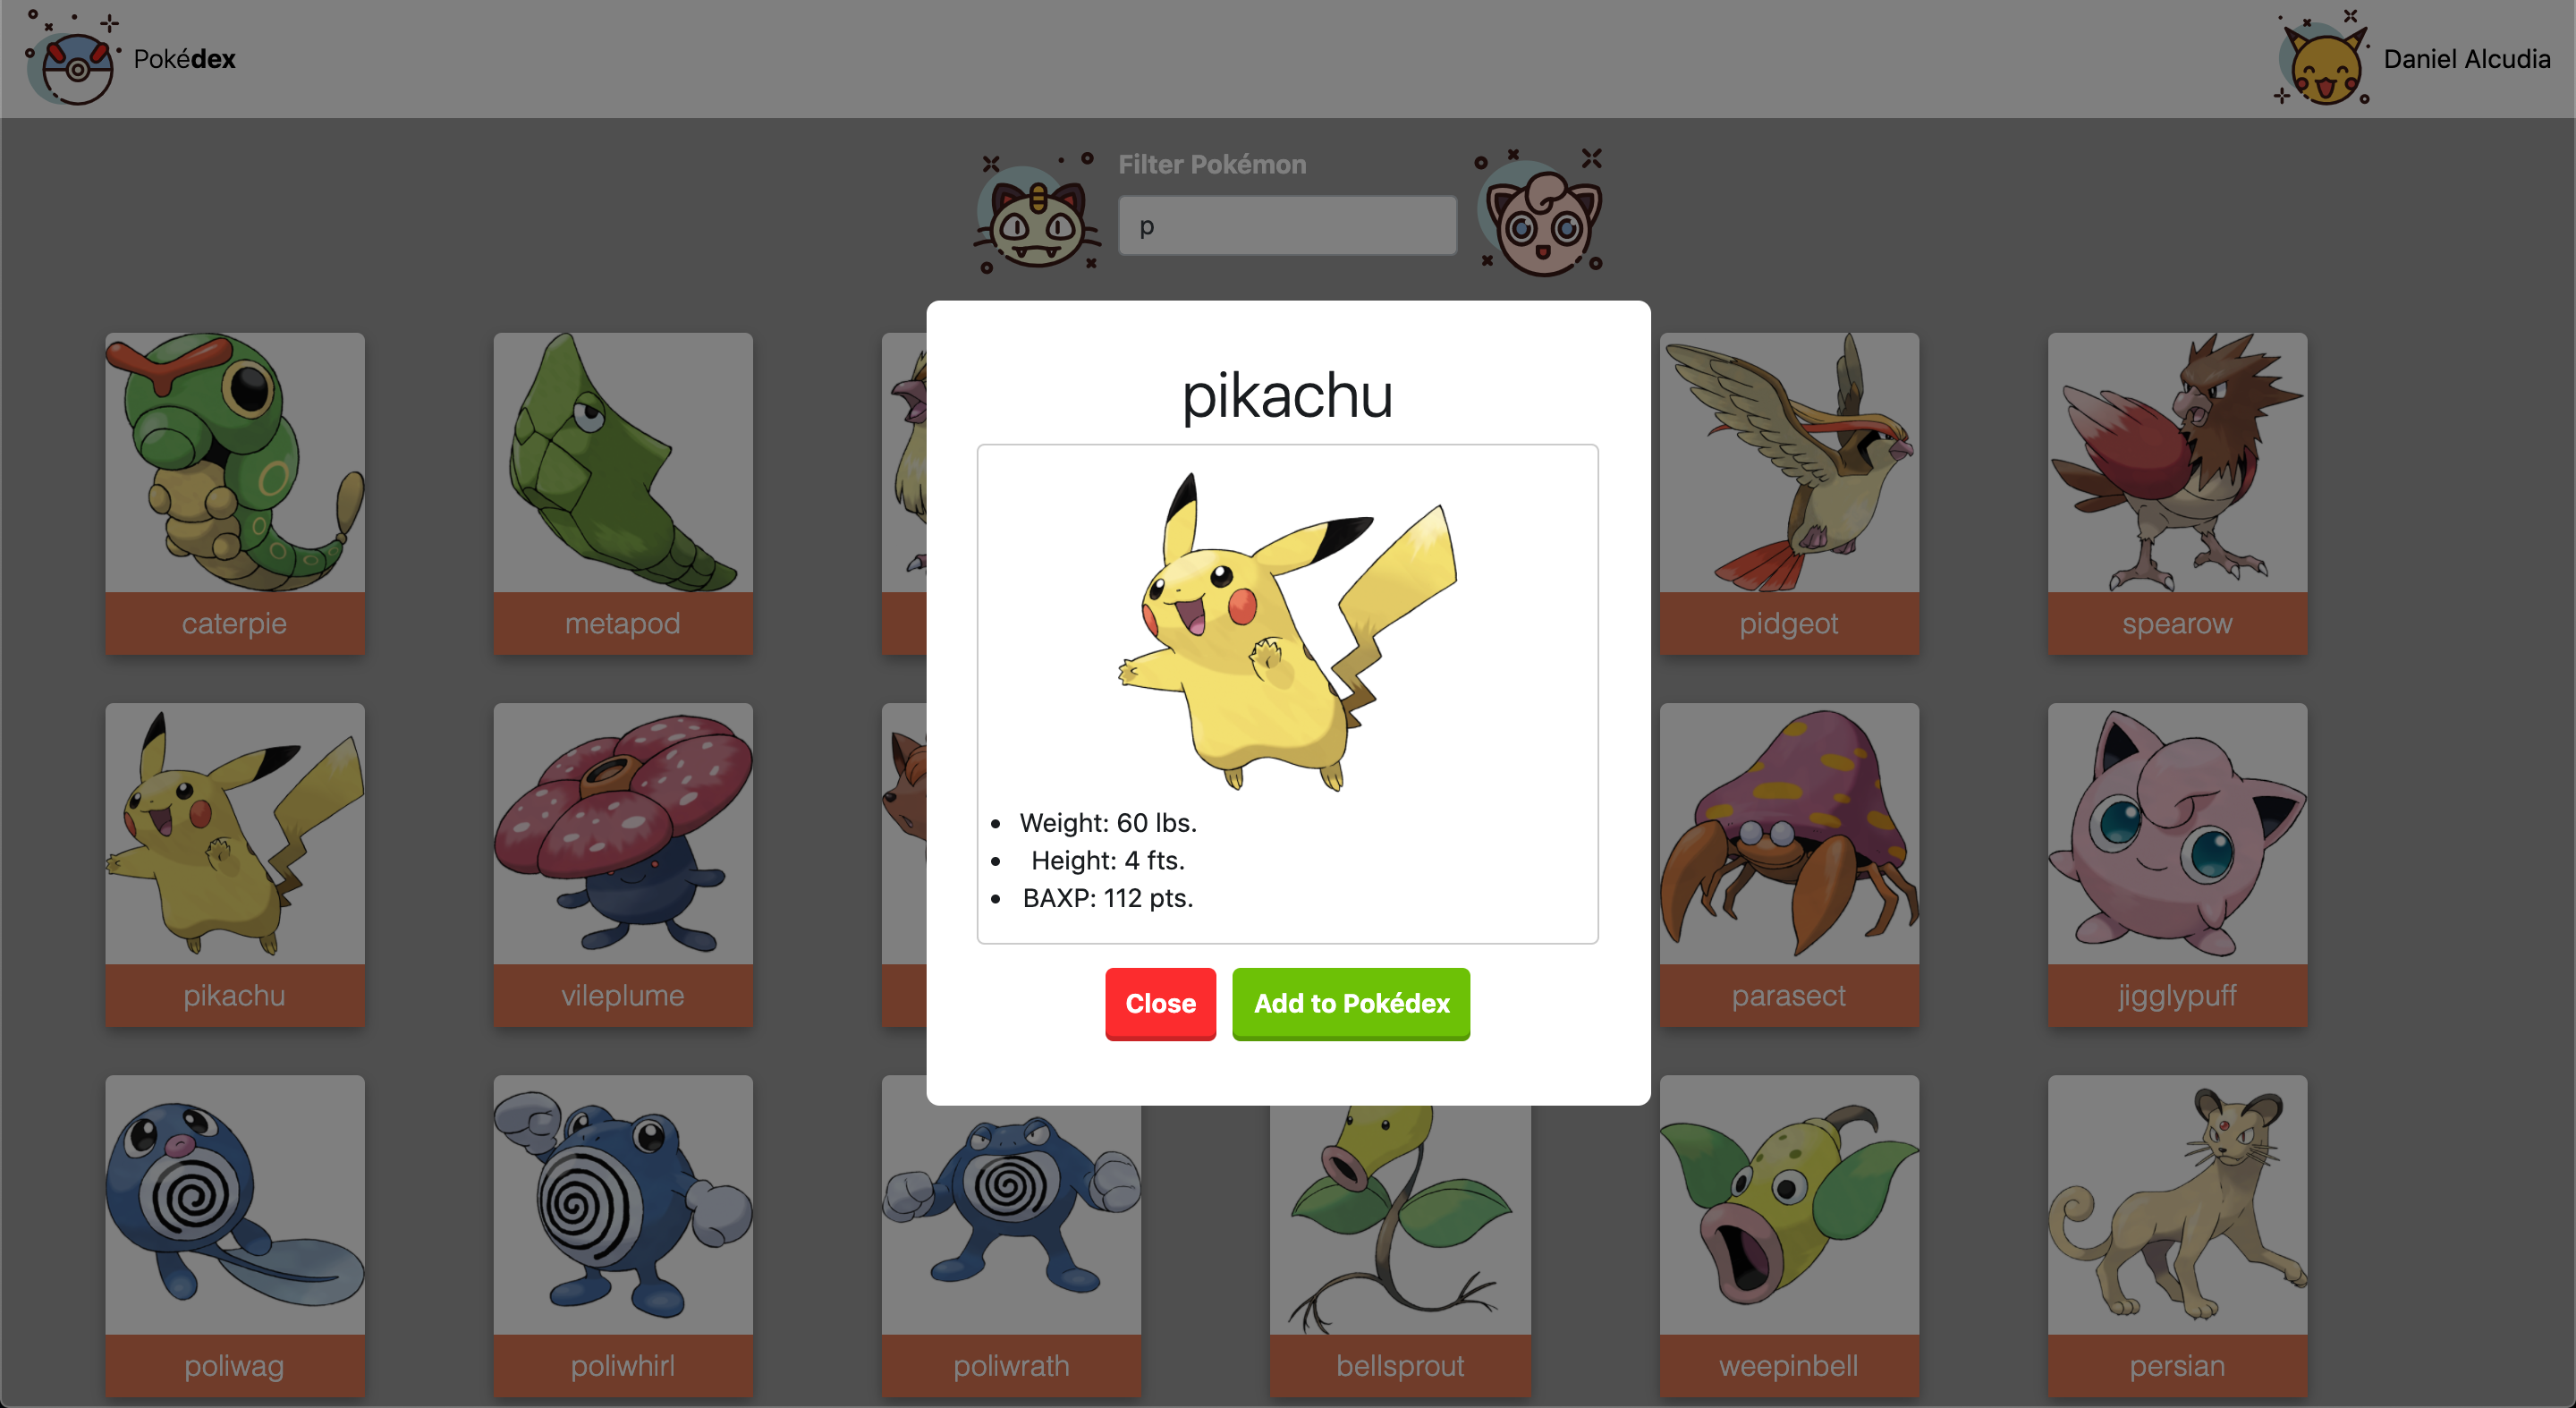 Pokédex
Daniel Alcudia
Filter Pokémon
p
pikachu
Weight: 60 lbs.
Height: 4 fts.
BAXP: 112 pts.
Close
Add to Pokédex
caterpie
metapod
pidgeot
spearow
pikachu
vileplume
parasect
jigglypuff
poliwag
poliwhirl
poliwrath
bellsprout
weepinbell
persian